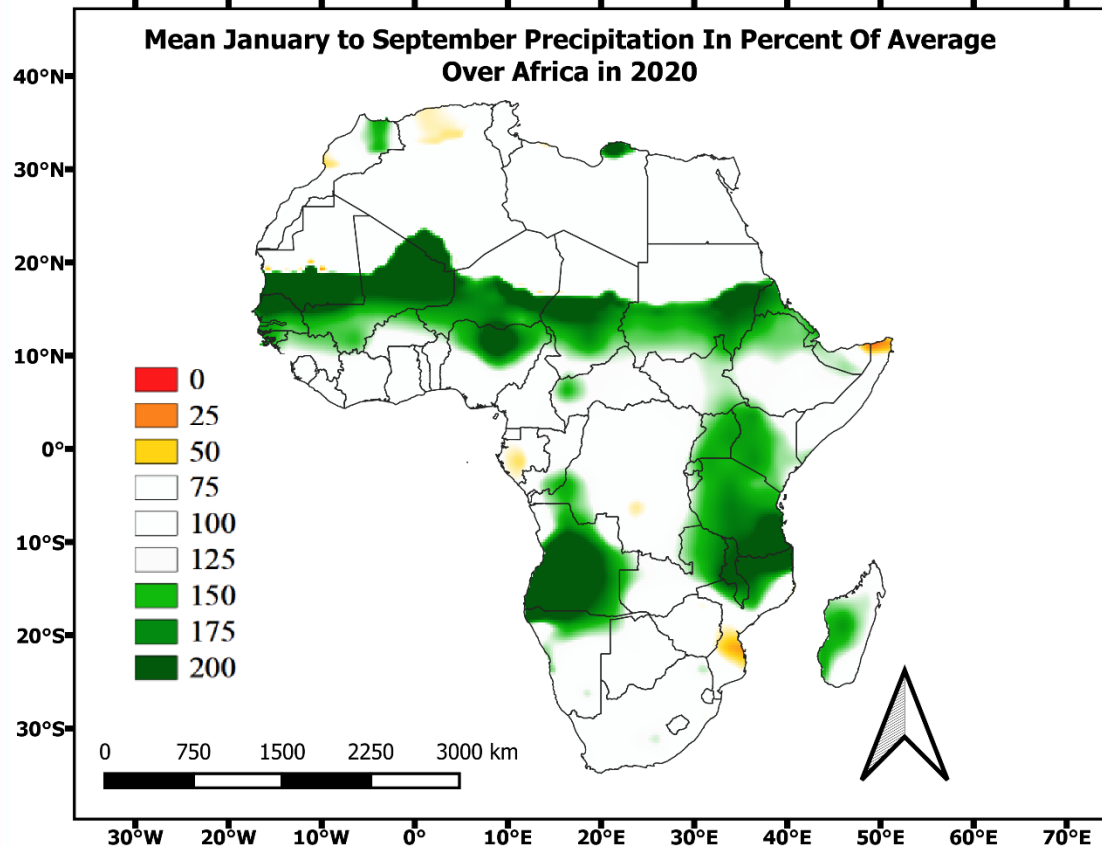 Mean January to September Precipitation In Percent Of Average
Over Africa in 2020
40°N
30°N
20°N
10°N
0°
10°S
20°S
30°S
0
25
50
75
100
125
150
175
200
0 750 1500 2250 3000 km
30°W 20°W 10°W 0° 10°E 20°E 30°E 40°E 50°E 60°E 70°E